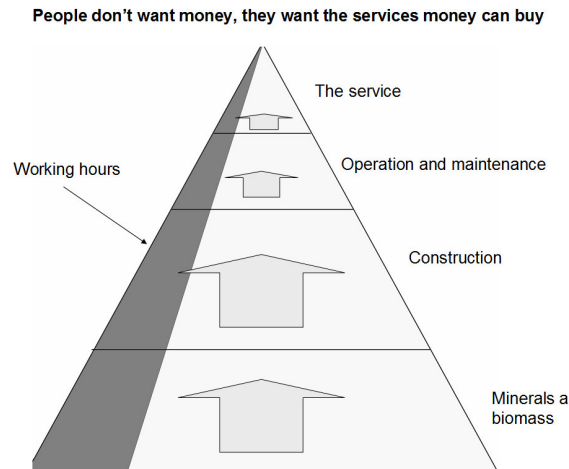 People don't want money, they want the services money can buy
The service
Operation and maintenance
Working hours
Construction
Minerals a
biomass